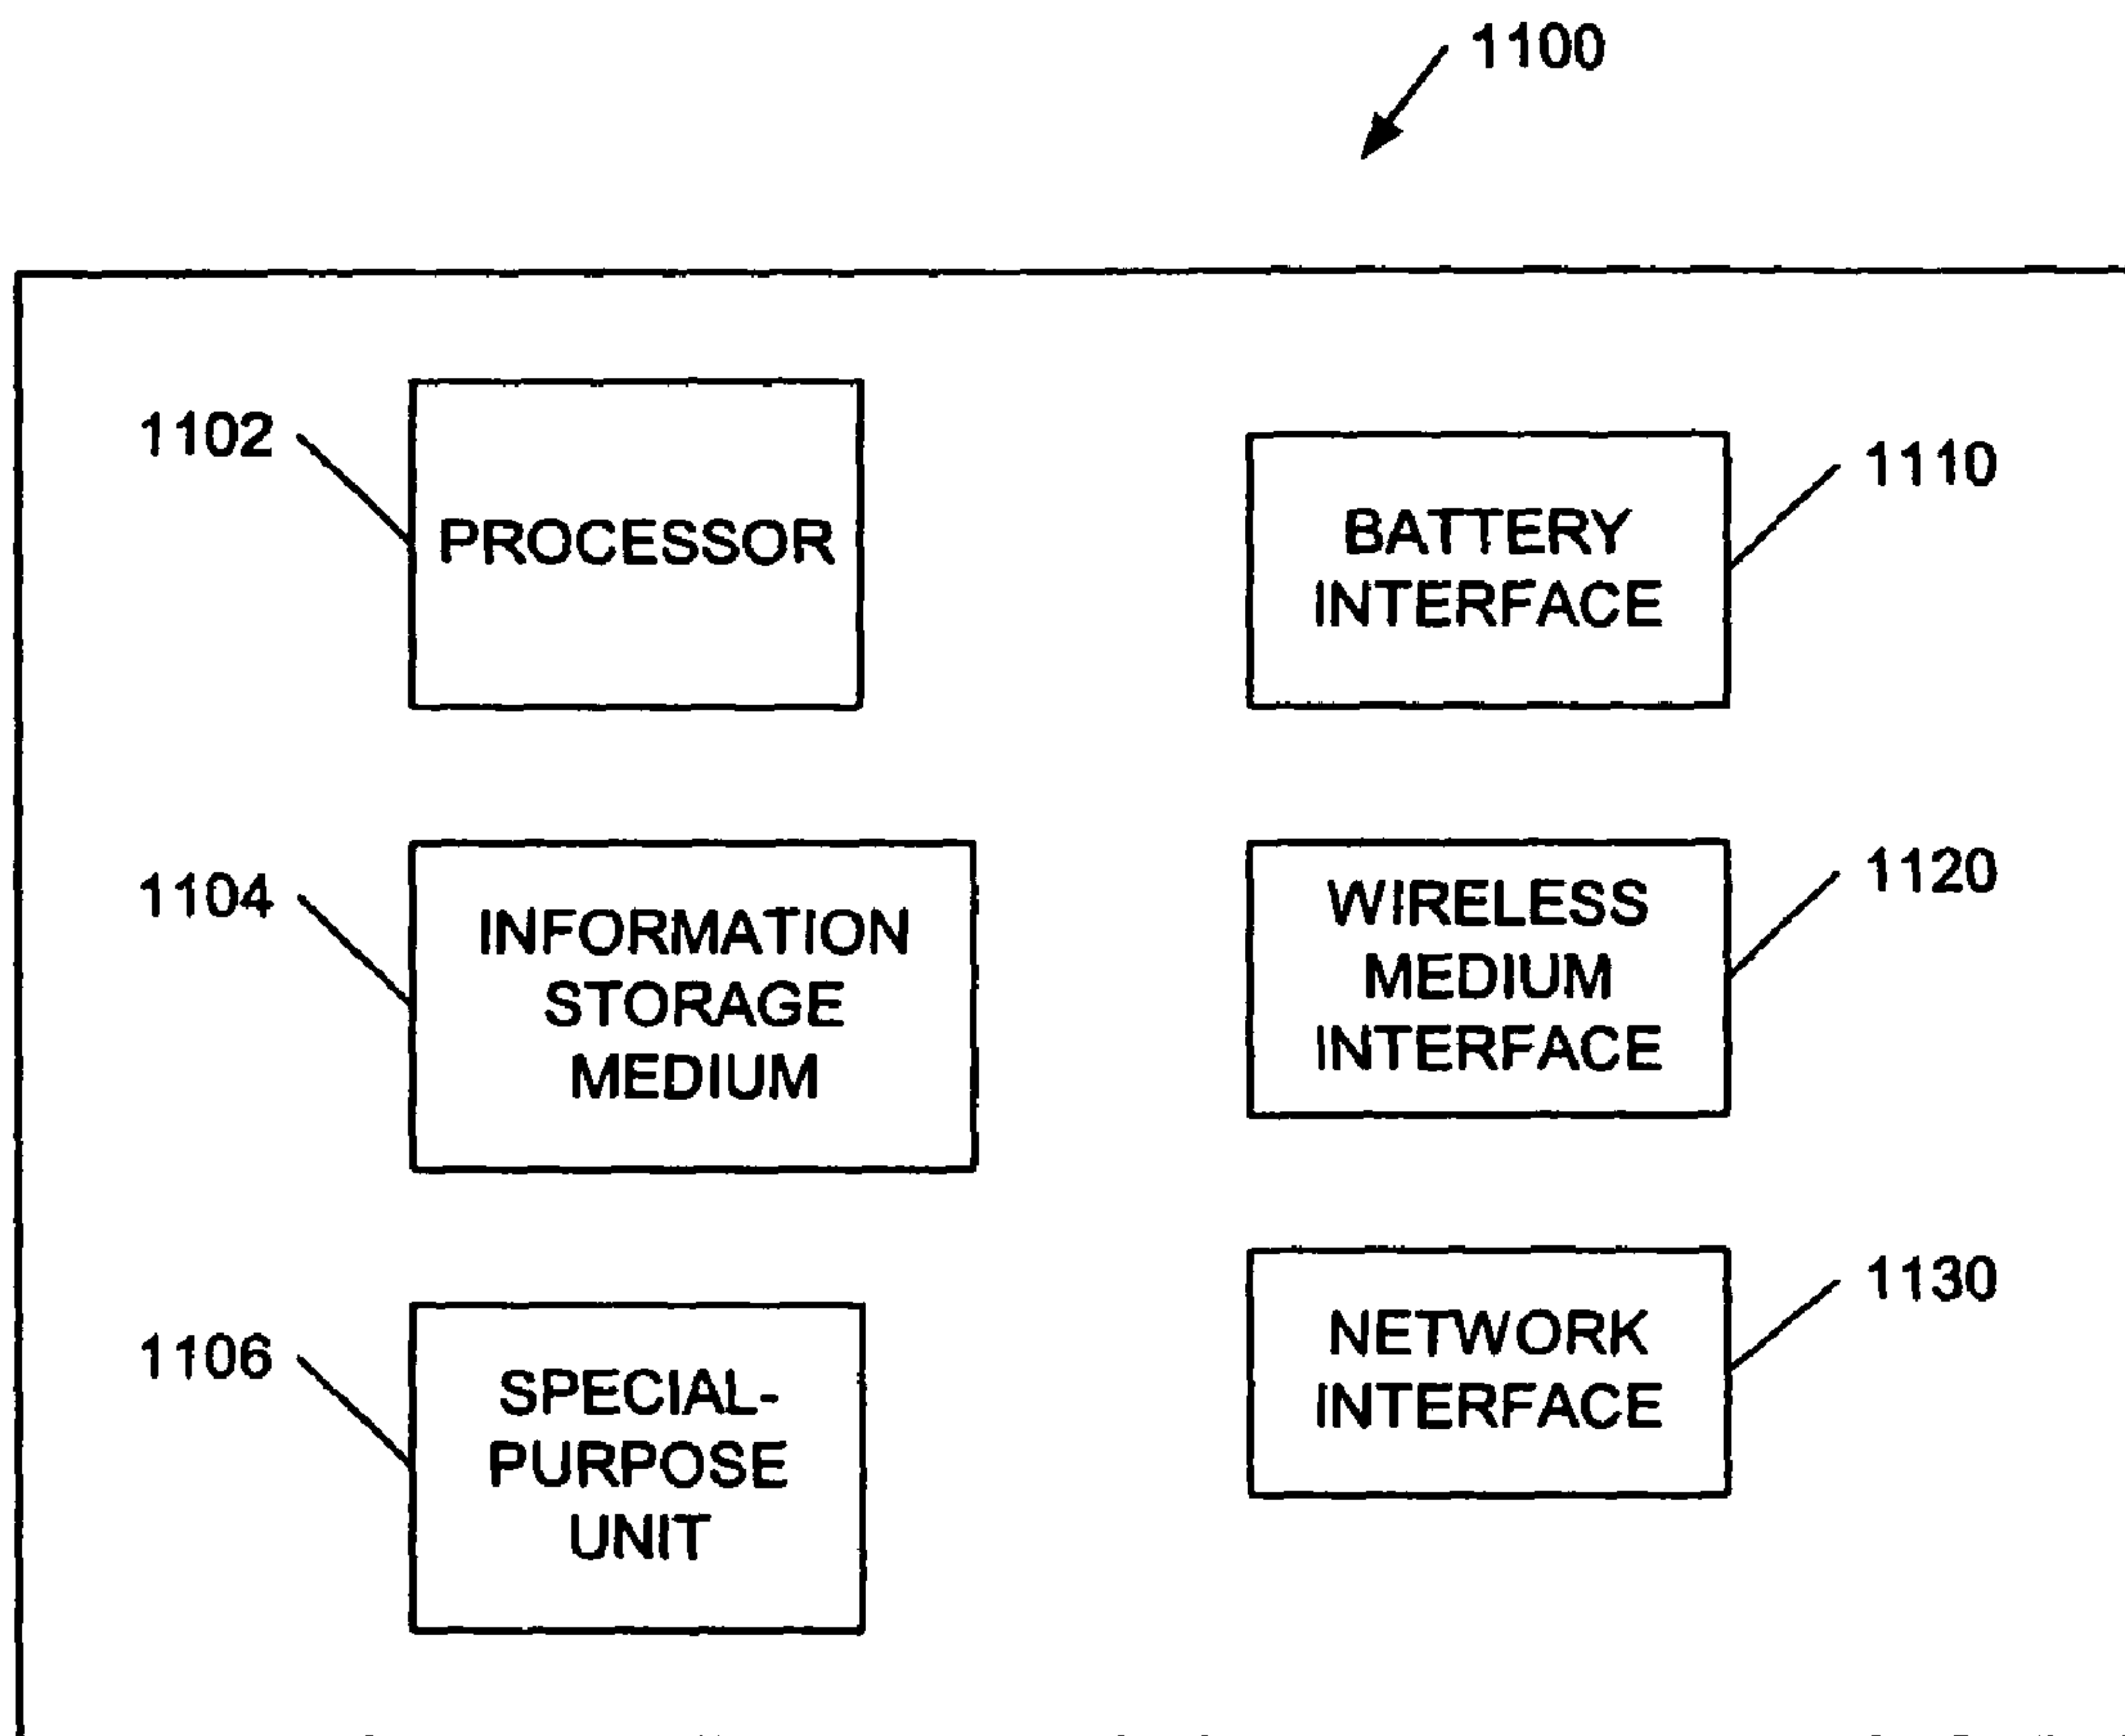 1100
1102
PROCESSOR
BATTERY
INTERFACE
1110
1104
INFORMATION
STORAGE
MEDIUM
WIRELESS
MEDIUM
INTERFACE
1120
1106
SPECIAL-
PURPOSE
UNIT
NETWORK
INTERFACE
1130